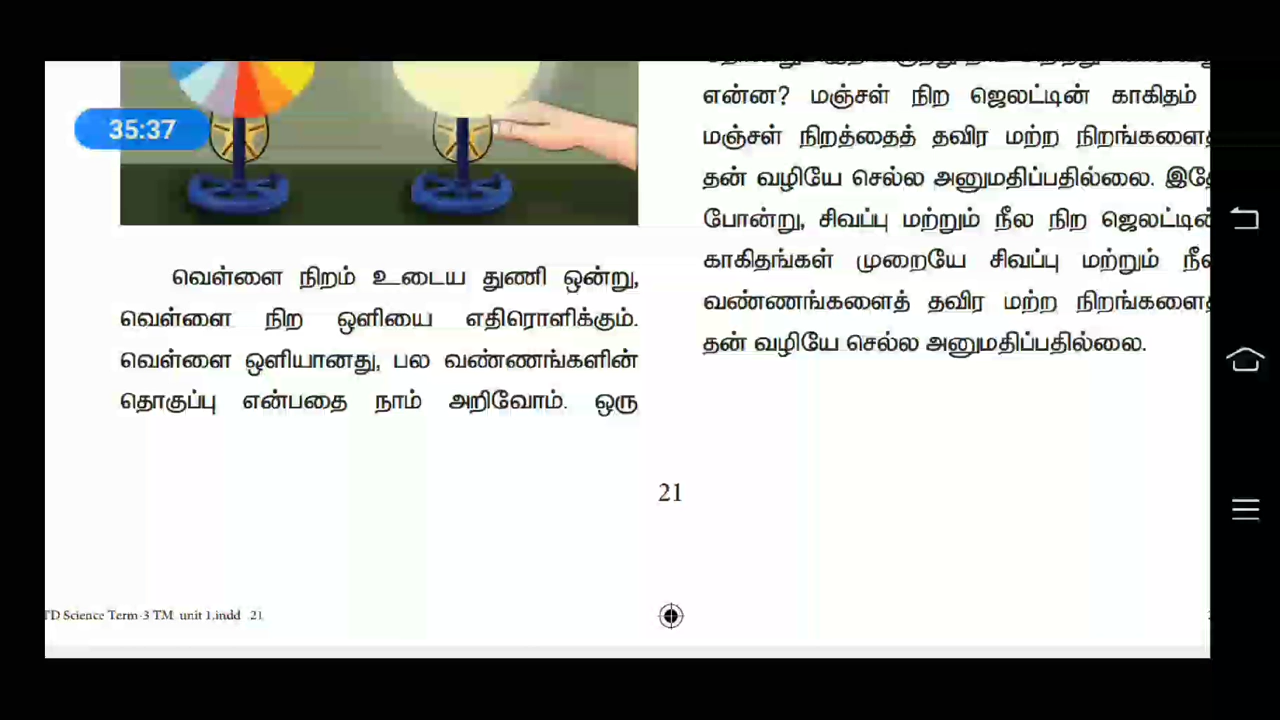 35:37
வெள்ளை நிறம் உடைய துணி ஒன்று,
வெள்ளை நிற ஒளியை எதிரொளிக்கும்.
வெள்ளை ஒளியானது, பல வண்ணங்களின்
தொகுப்பு என்பதை நாம் அறிவோம். ஒரு
என்ன? மஞ்சள் நிற ஜெலட்டின் காகிதம்
மஞ்சள் நிறத்தைத் தவிர மற்ற நிறங்களைத்
தன் வழியே செல்ல அனுமதிப்பதில்லை. இதே
போன்று, சிவப்பு மற்றும் நீல நிற ஜெலட்டின்
காகிதங்கள் முறையே சிவப்பு மற்றும் நீல
வண்ணங்களைத் தவிர மற்ற நிறங்களைத்
தன் வழியே செல்ல அனுமதிப்பதில்லை.
21
TD Science Term-3 TM unit 1.indd 21